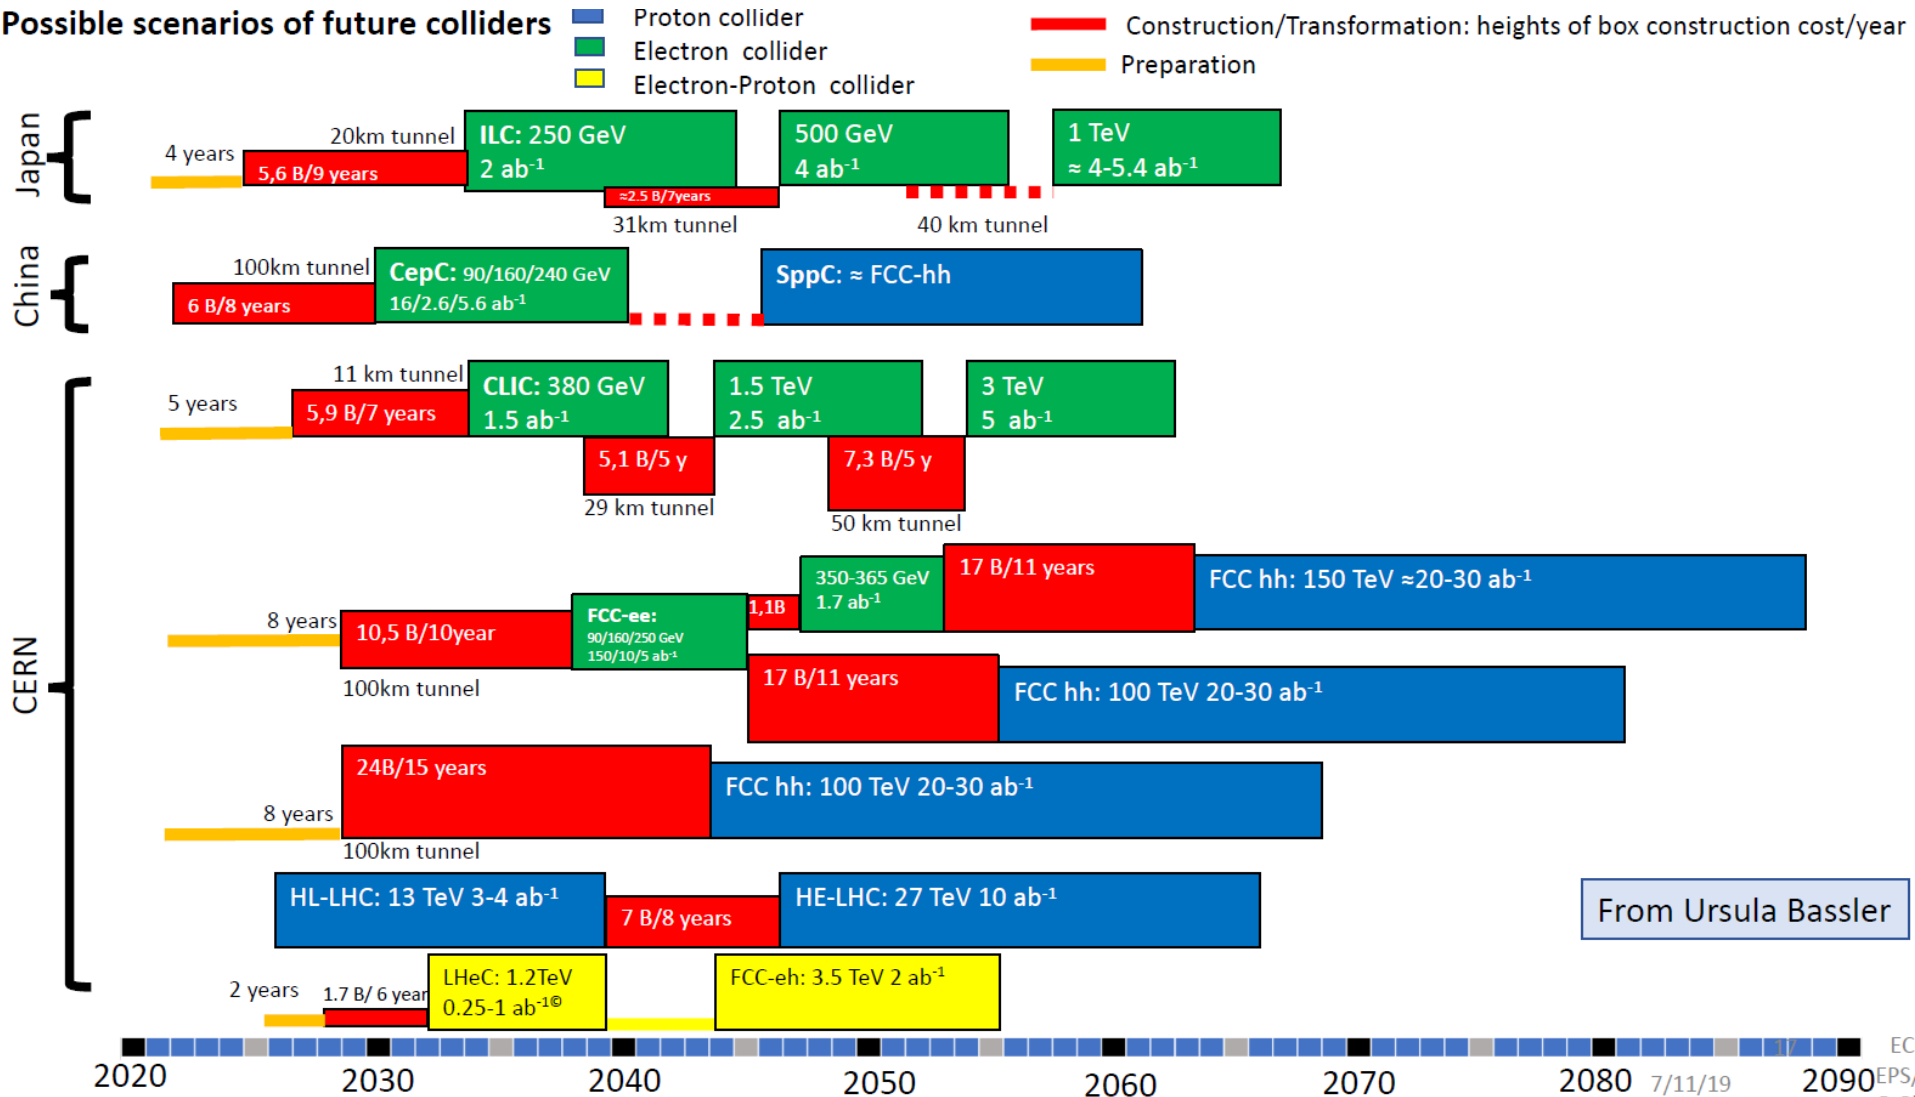 Possible scenarios of future colliders
Proton collider
Electron collider
Electron-Proton collider
Construction/Transformation: heights of box construction cost/year
Preparation
Japan
4 years
20km tunnel
5,6 B/9 years
ILC: 250 GeV
2 ab⁻¹
≈2.5 B/7years
31km tunnel
500 GeV
4 ab⁻¹
40 km tunnel
1 TeV
≈ 4-5.4 ab⁻¹
China
100km tunnel
6 B/8 years
CepC: 90/160/240 GeV
16/2.6/5.6 ab⁻¹
SppC: ≈ FCC-hh
CERN
5 years
11 km tunnel
5,9 B/7 years
CLIC: 380 GeV
1.5 ab⁻¹
5,1 B/5 y
29 km tunnel
1.5 TeV
2.5 ab⁻¹
7,3 B/5 y
50 km tunnel
3 TeV
5 ab⁻¹
8 years
10,5 B/10year
100km tunnel
FCC-ee:
90/160/250 GeV
150/10/5 ab⁻¹
1,1B
350-365 GeV
1.7 ab⁻¹
17 B/11 years
FCC hh: 150 TeV ≈20-30 ab⁻¹
17 B/11 years
FCC hh: 100 TeV 20-30 ab⁻¹
8 years
24B/15 years
100km tunnel
FCC hh: 100 TeV 20-30 ab⁻¹
HL-LHC: 13 TeV 3-4 ab⁻¹
7 B/8 years
HE-LHC: 27 TeV 10 ab⁻¹
From Ursula Bassler
2 years
1.7 B/ 6 year
LHeC: 1.2TeV
0.25-1 ab⁻¹©
FCC-eh: 3.5 TeV 2 ab⁻¹
17
EC
2020 2030 2040 2050 2060 2070 2080 2090
7/11/19
EPS/